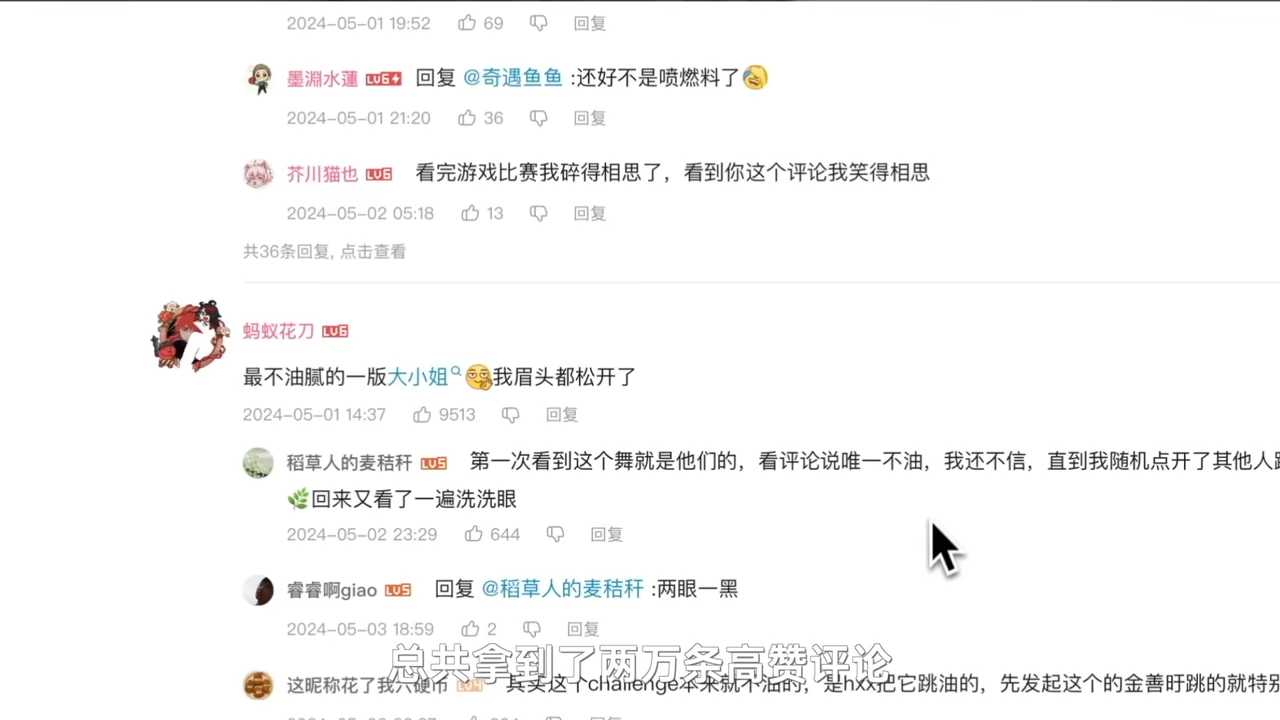 2024-05-01 19:52 69 回复
墨淵水蓮 LV6 回复 @奇遇鱼鱼 :还好不是喷燃料了
2024-05-01 21:20 36 回复
芥川猫也 LV6 看完游戏比赛我碎得相思了，看到你这个评论我笑得相思
2024-05-02 05:18 13 回复
共36条回复, 点击查看
蚂蚁花刀 LV6
最不油腻的一版大小姐我眉头都松开了
2024-05-01 14:37 9513 回复
稻草人的麦秸秆 LV5 第一次看到这个舞就是他们的，看评论说唯一不油，我还不信，直到我随机点开了其他人跳
回来又看了一遍洗洗眼
2024-05-02 23:29 644 回复
睿睿啊giao LV5 回复 @稻草人的麦秸秆 :两眼一黑
2024-05-03 18:59 2 回复
总共拿到了两万条高赞评论
这昵称花了我六硬币 LV4 其实这个challenge本来就不油的，是hxx把它跳油的，先发起这个的金善旴跳的就特别